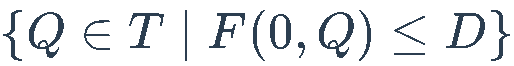 {Q ∈ T | F(0, Q) ≤ D}